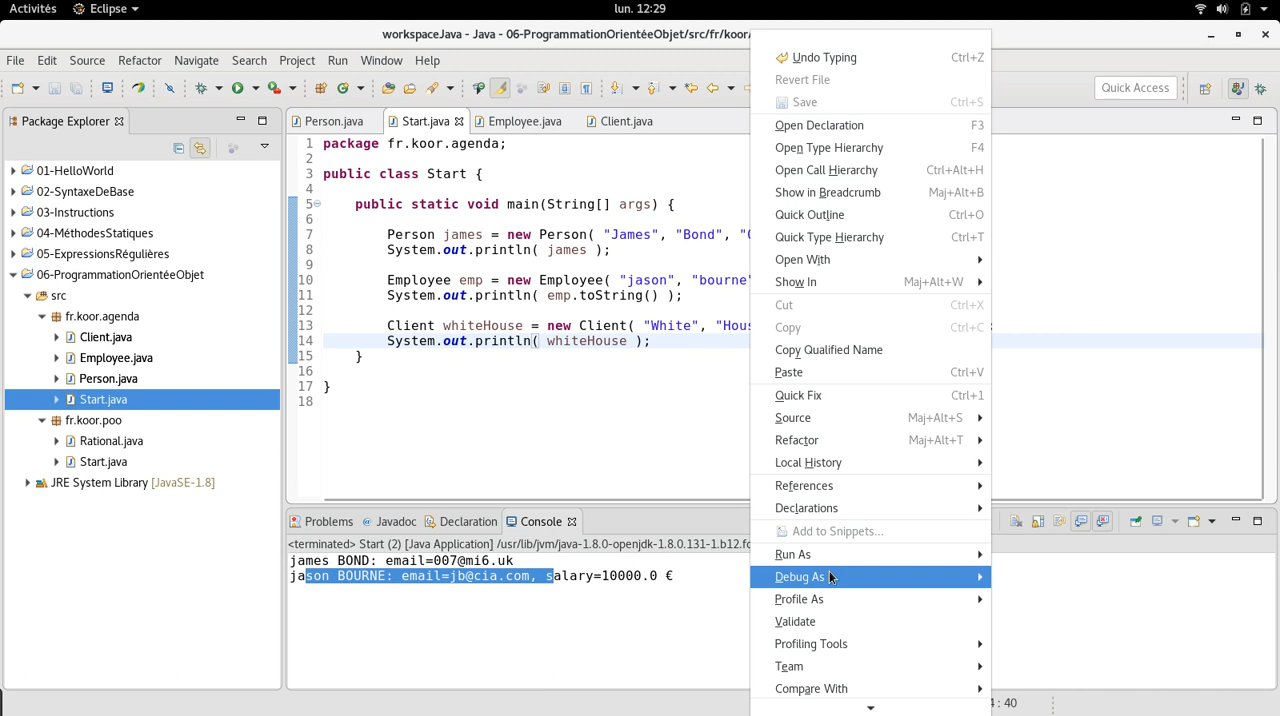 Activités Eclipse lun. 12:29
workspaceJava - Java - 06-ProgrammationOrientéeObjet/src/fr/koor/
File Edit Source Refactor Navigate Search Project Run Window Help
Quick Access
Package Explorer
01-HelloWorld
02-SyntaxeDeBase
03-Instructions
04-MéthodesStatiques
05-ExpressionsRégulières
06-ProgrammationOrientéeObjet
src
fr.koor.agenda
Client.java
Employee.java
Person.java
Start.java
fr.koor.poo
Rational.java
Start.java
JRE System Library [JavaSE-1.8]
Person.java Start.java Employee.java Client.java
1 package fr.koor.agenda;
2
3 public class Start {
4
5 public static void main(String[] args) {
6
7 Person james = new Person( "James", "Bond", "
8 System.out.println( james );
9
10 Employee emp = new Employee( "jason", "bourne"
11 System.out.println( emp.toString() );
12
13 Client whiteHouse = new Client( "White", "Hous
14 System.out.println( whiteHouse );
15 }
16
17 }
18
Problems Javadoc Declaration Console
<terminated> Start (2) [Java Application] /usr/lib/jvm/java-1.8.0-openjdk-1.8.0.131-1.b12.fc
james BOND: email=007@mi6.uk
jason BOURNE: email=jb@cia.com, salary=10000.0 €
Undo Typing Ctrl+Z
Revert File
Save Ctrl+S
Open Declaration F3
Open Type Hierarchy F4
Open Call Hierarchy Ctrl+Alt+H
Show in Breadcrumb Maj+Alt+B
Quick Outline Ctrl+O
Quick Type Hierarchy Ctrl+T
Open With
Show In Maj+Alt+W
Cut Ctrl+X
Copy Ctrl+C
Copy Qualified Name
Paste Ctrl+V
Quick Fix Ctrl+1
Source Maj+Alt+S
Refactor Maj+Alt+T
Local History
References
Declarations
Add to Snippets...
Run As
Debug As
Profile As
Validate
Profiling Tools
Team
Compare With
: 40